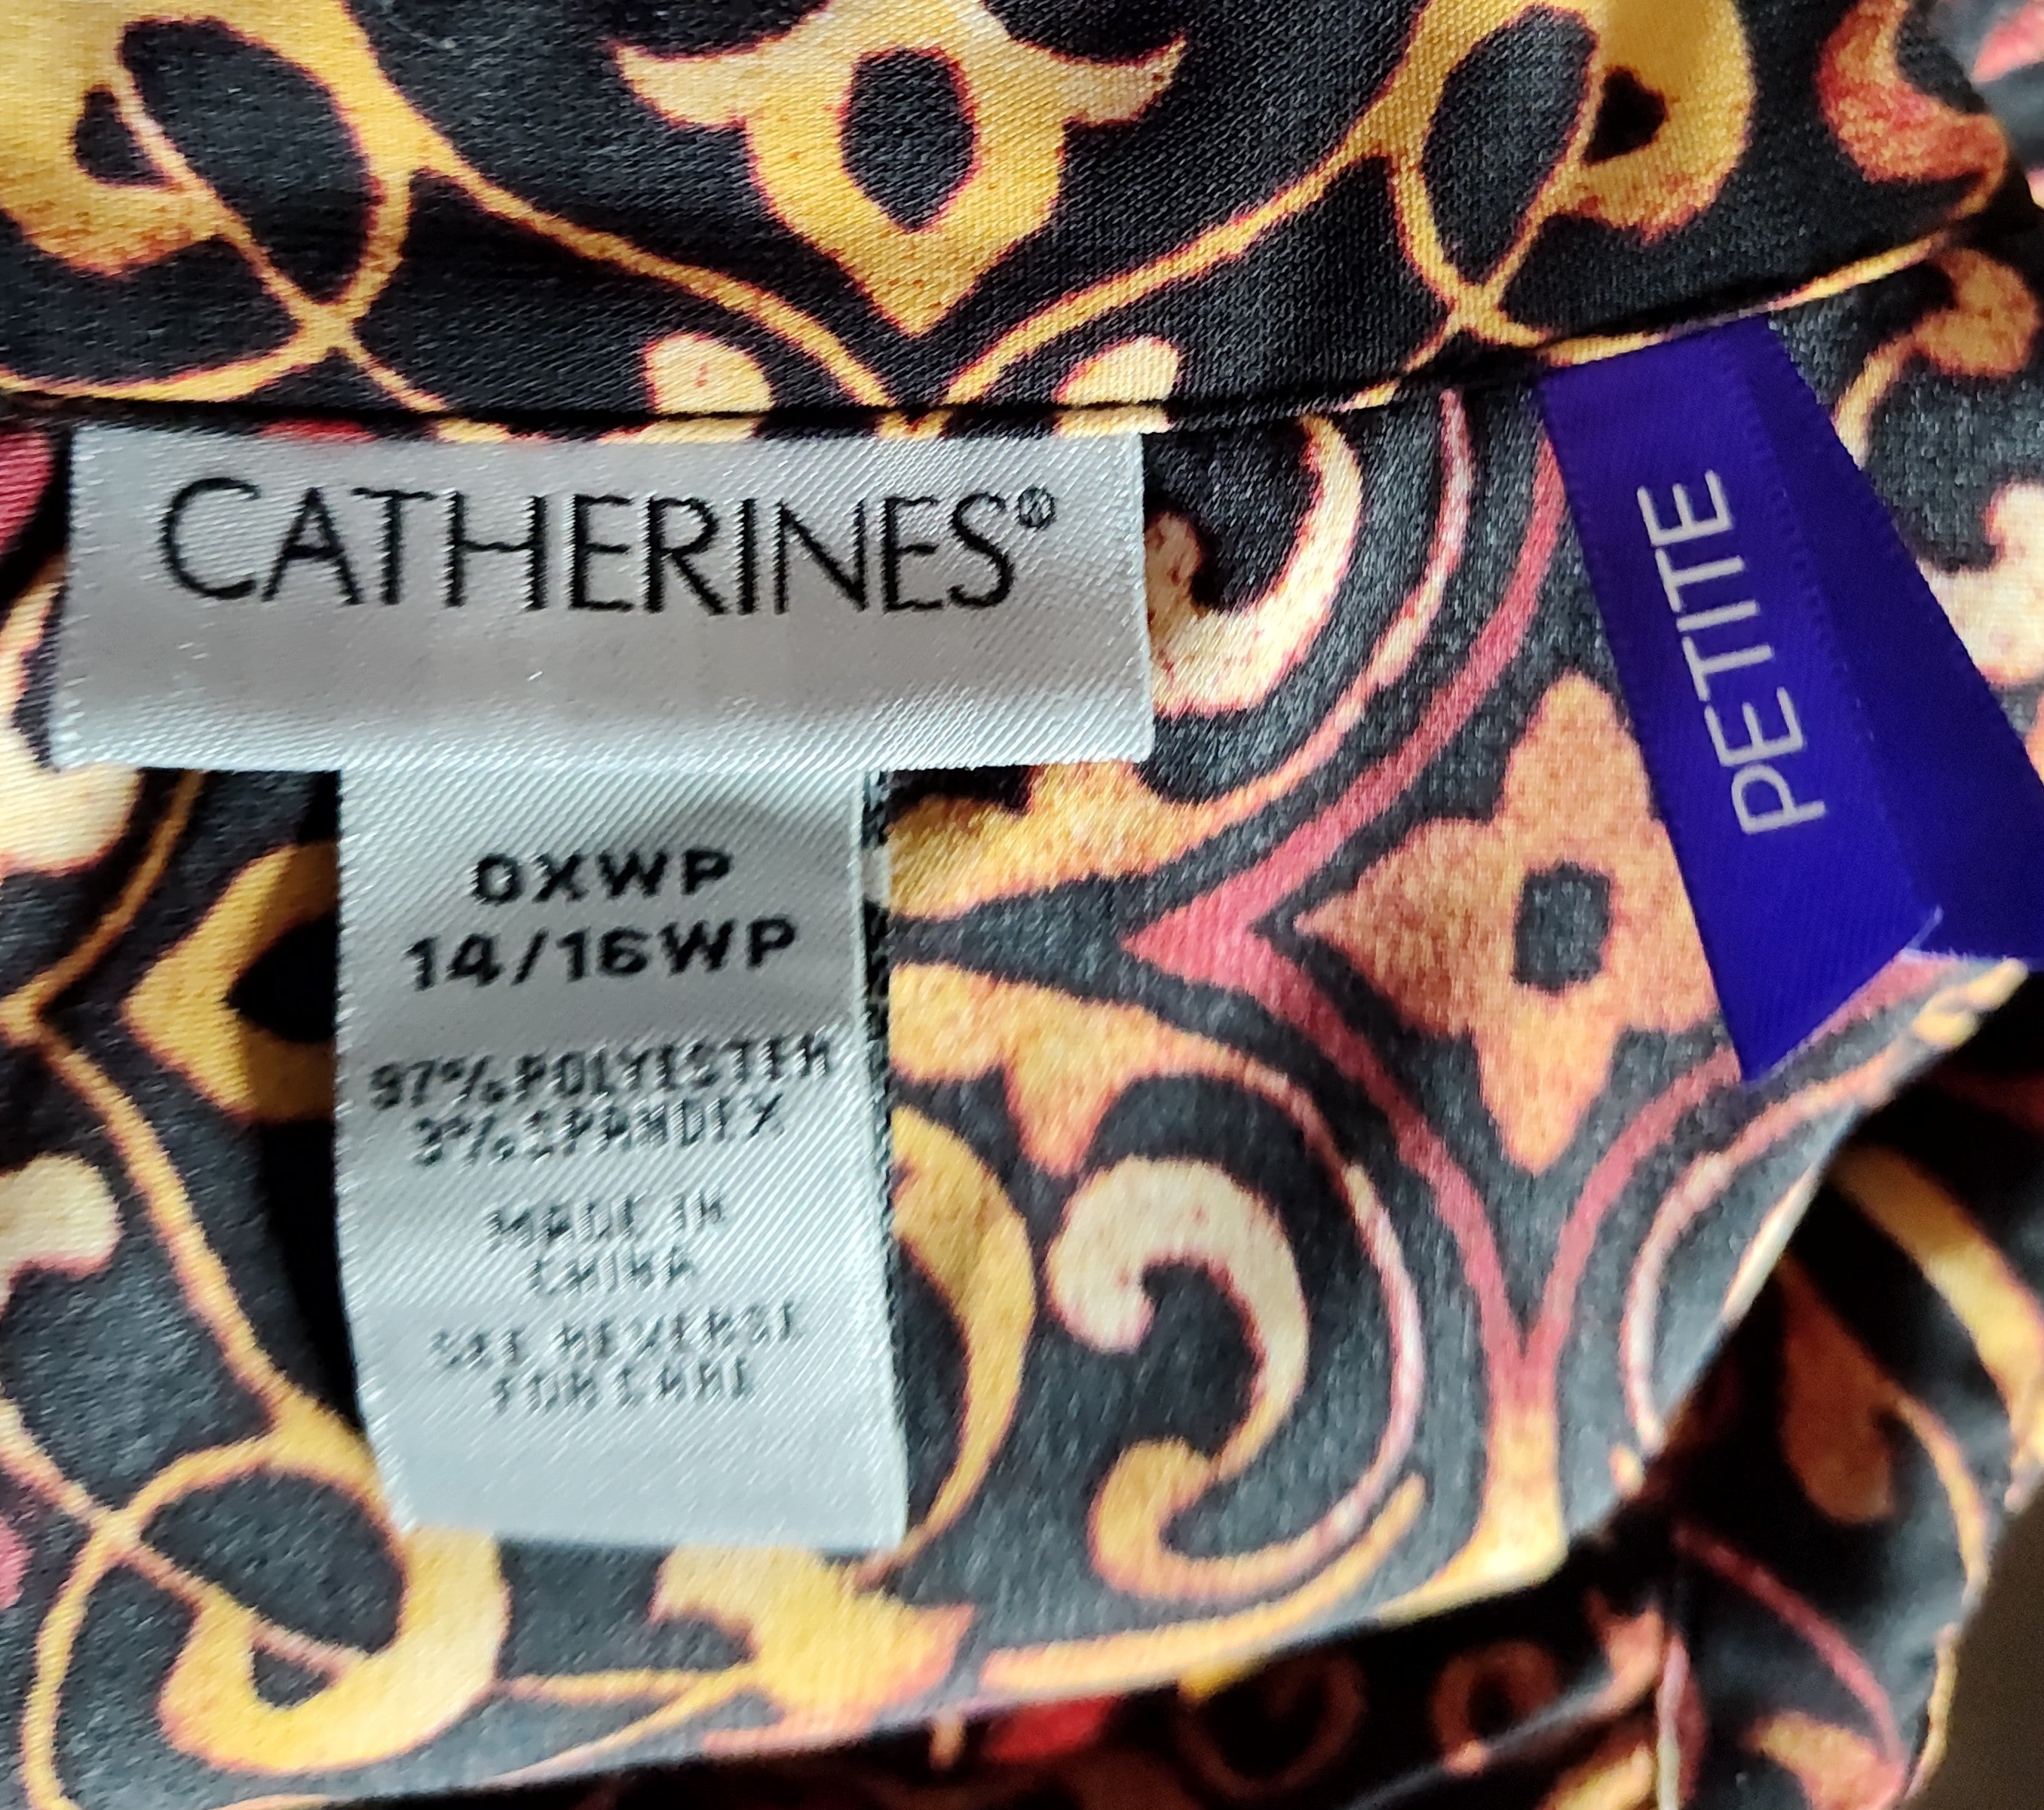 CATHERINES®
PETITE
0XWP
14/16WP
97% POLYESTER
3% SPANDEX
MADE IN
CHINA
SEE REVERSE
FOR CARE